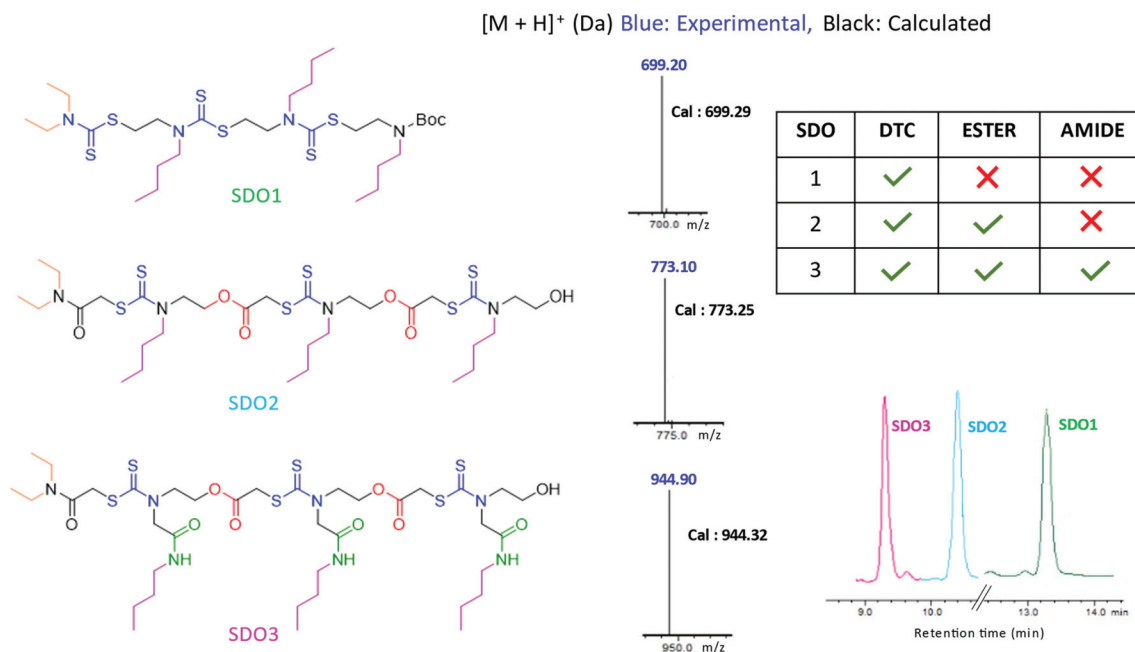 [M + H]⁺ (Da) Blue: Experimental, Black: Calculated
N S N S N S N Boc
S S S
SDO1
699.20
Cal : 699.29
700.0 m/z
SDO DTC ESTER AMIDE
1 ✓ ✗ ✗
2 ✓ ✓ ✗
3 ✓ ✓ ✓
S S S
N S N O S N O S N OH
O O O
SDO2
773.10
Cal : 773.25
775.0 m/z
S S S
N S N O S N O S N OH
O O O
O O O
NH NH NH
SDO3
944.90
Cal : 944.32
950.0 m/z
SDO3 SDO2 SDO1
9.0 10.0 13.0 14.0 min
Retention time (min)